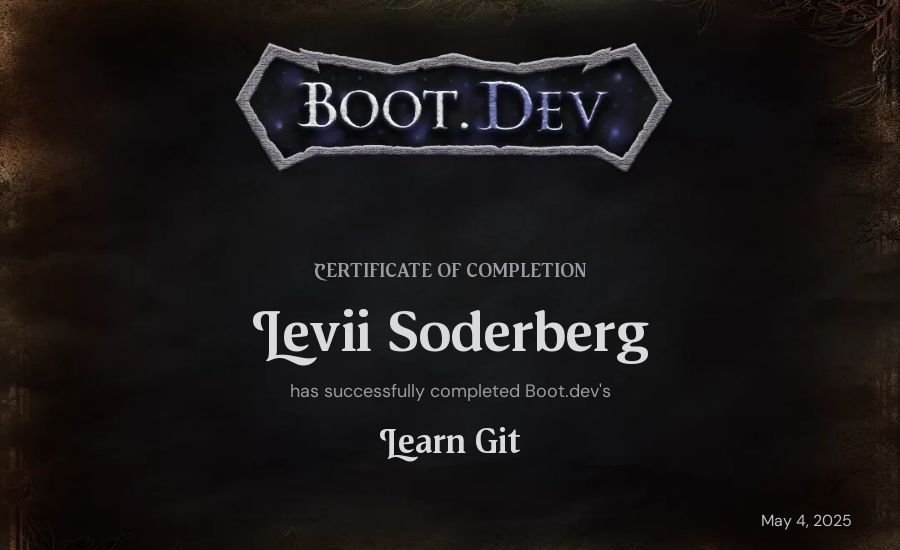 BOOT.DEV
CERTIFICATE OF COMPLETION
Levii Soderberg
has successfully completed Boot.dev's
Learn Git
May 4, 2025